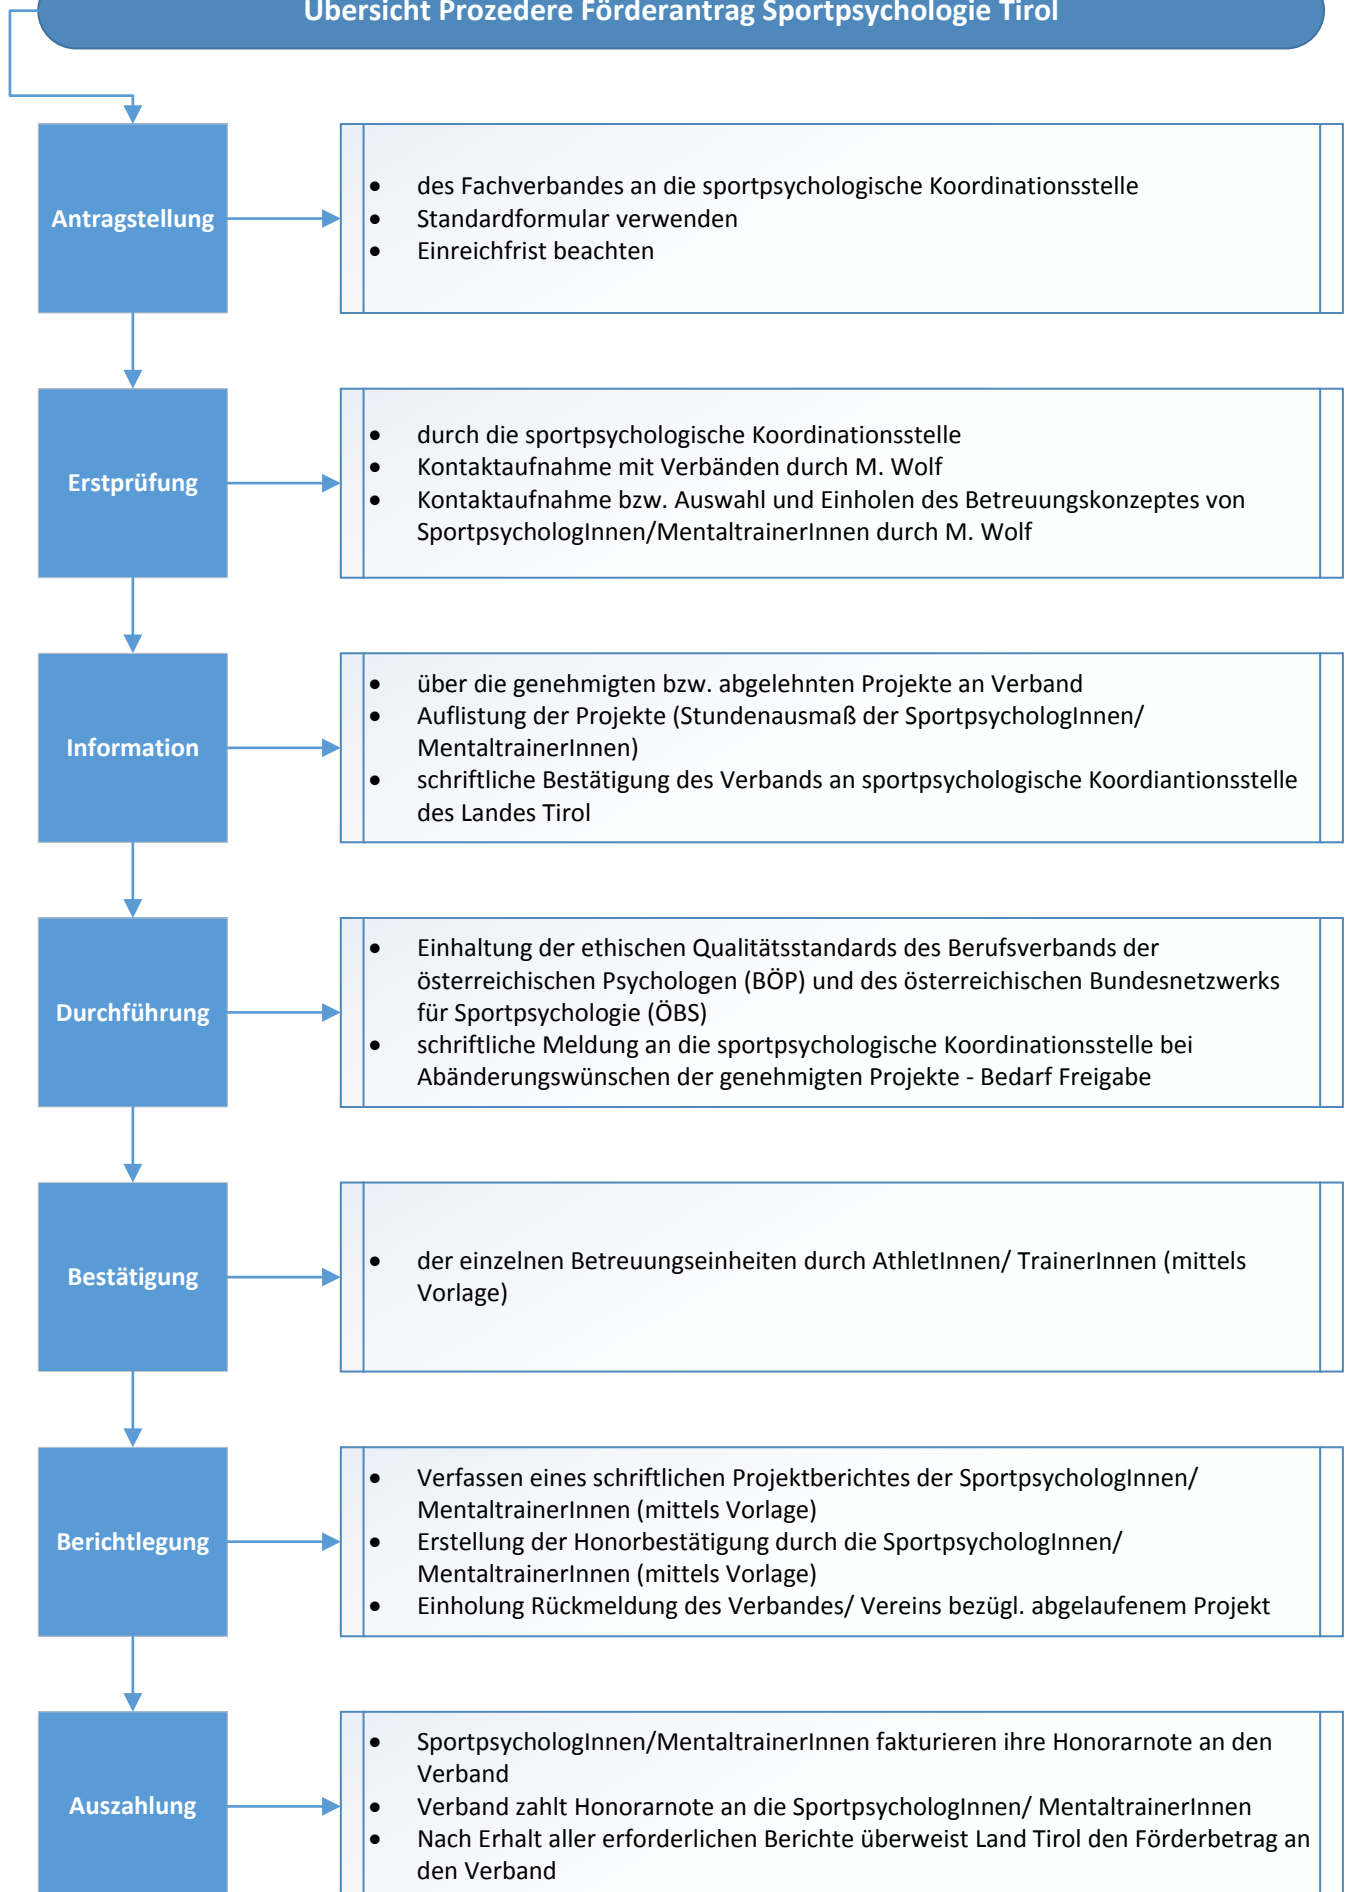 Übersicht Prozedere Förderantrag Sportpsychologie Tirol
Antragstellung
• des Fachverbandes an die sportpsychologische Koordinationsstelle
• Standardformular verwenden
• Einreichfrist beachten
Erstprüfung
• durch die sportpsychologische Koordinationsstelle
• Kontaktaufnahme mit Verbänden durch M. Wolf
• Kontaktaufnahme bzw. Auswahl und Einholen des Betreuungskonzeptes von
SportpsychologInnen/MentaltrainerInnen durch M. Wolf
Information
• über die genehmigten bzw. abgelehnten Projekte an Verband
• Auflistung der Projekte (Stundenausmaß der SportpsychologInnen/
MentaltrainerInnen)
• schriftliche Bestätigung des Verbands an sportpsychologische Koordiantionsstelle
des Landes Tirol
Durchführung
• Einhaltung der ethischen Qualitätsstandards des Berufsverbands der
österreichischen Psychologen (BÖP) und des österreichischen Bundesnetzwerks
für Sportpsychologie (ÖBS)
• schriftliche Meldung an die sportpsychologische Koordinationsstelle bei
Abänderungswünschen der genehmigten Projekte - Bedarf Freigabe
Bestätigung
• der einzelnen Betreuungseinheiten durch AthletInnen/ TrainerInnen (mittels
Vorlage)
Berichtlegung
• Verfassen eines schriftlichen Projektberichtes der SportpsychologInnen/
MentaltrainerInnen (mittels Vorlage)
• Erstellung der Honorbestätigung durch die SportpsychologInnen/
MentaltrainerInnen (mittels Vorlage)
• Einholung Rückmeldung des Verbandes/ Vereins bezügl. abgelaufenem Projekt
Auszahlung
• SportpsychologInnen/MentaltrainerInnen fakturieren ihre Honorarnote an den
Verband
• Verband zahlt Honorarnote an die SportpsychologInnen/ MentaltrainerInnen
• Nach Erhalt aller erforderlichen Berichte überweist Land Tirol den Förderbetrag an
den Verband